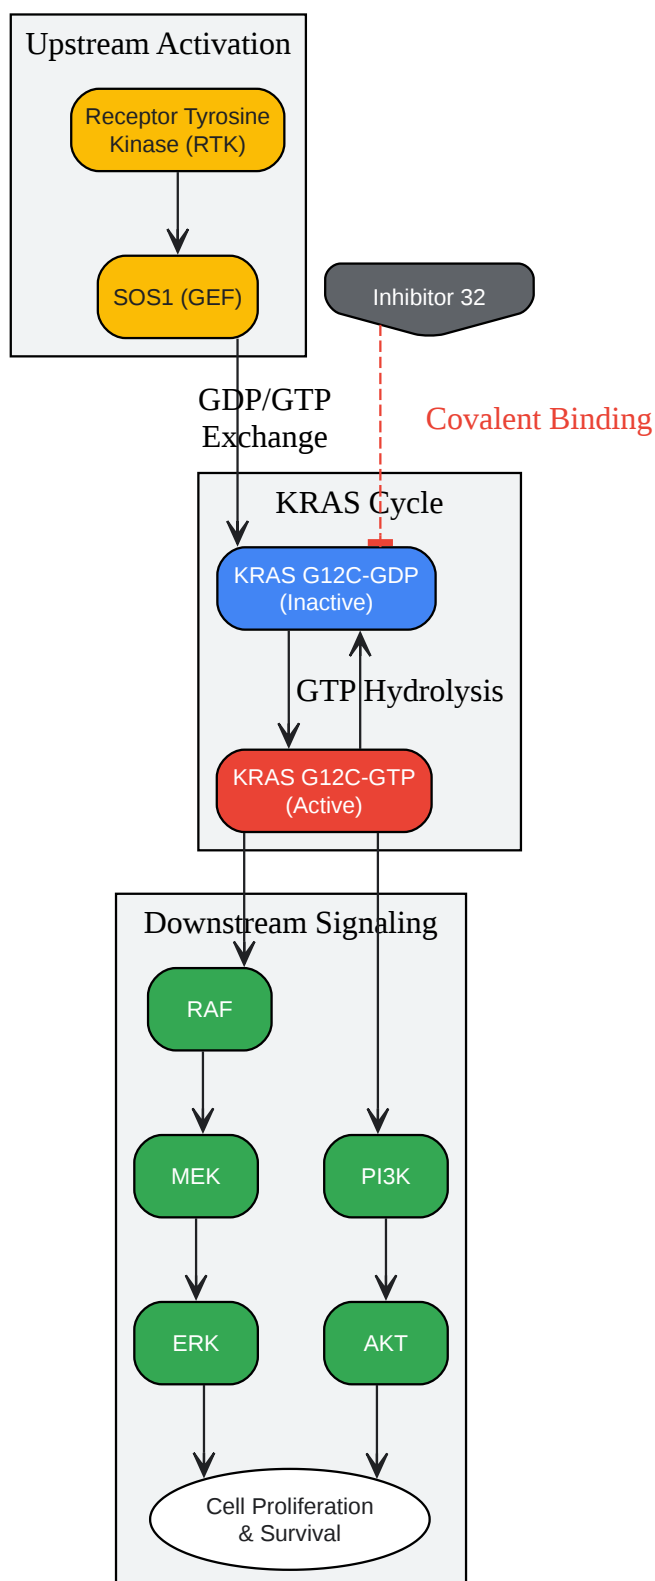 Upstream Activation
Receptor Tyrosine
Kinase (RTK)
SOS1 (GEF)
Inhibitor 32
GDP/GTP
Exchange
Covalent Binding
KRAS Cycle
KRAS G12C-GDP
(Inactive)
GTP Hydrolysis
KRAS G12C-GTP
(Active)
Downstream Signaling
RAF
MEK
PI3K
ERK
AKT
Cell Proliferation
& Survival